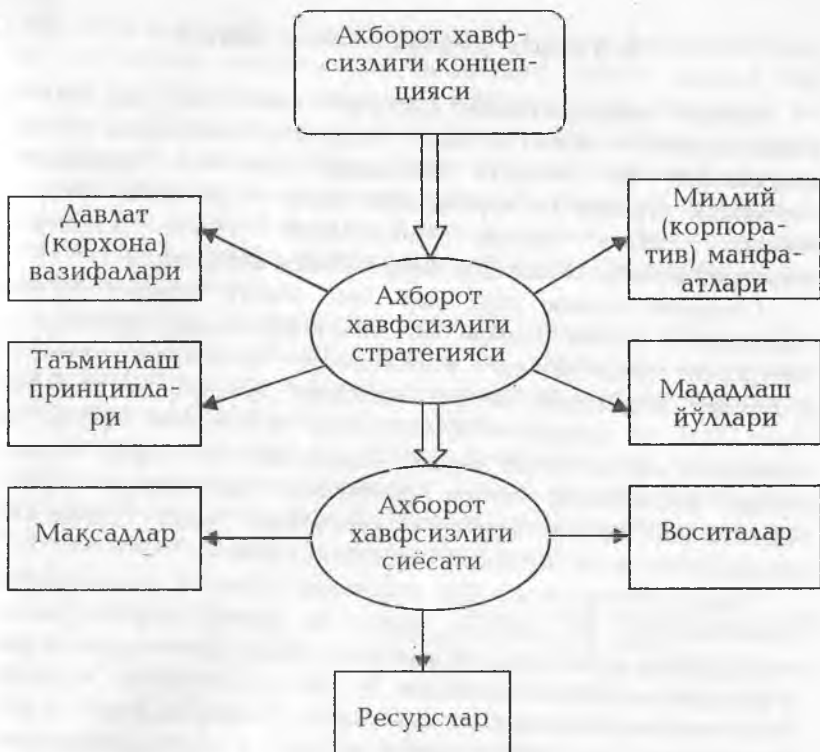 Ахборот хавф-
сизлиги концеп-
цияси
Давлат
(корхона)
вазифалари
Миллий
(корпора-
тив) манфа-
атлари
Ахборот
хавфсизлиги
стратегияси
Таъминлаш
принципла-
ри
Мададлаш
йўллари
Мақсадлар
Ахборот
хавфсизлиги
сиёсати
Воситалар
Ресурслар